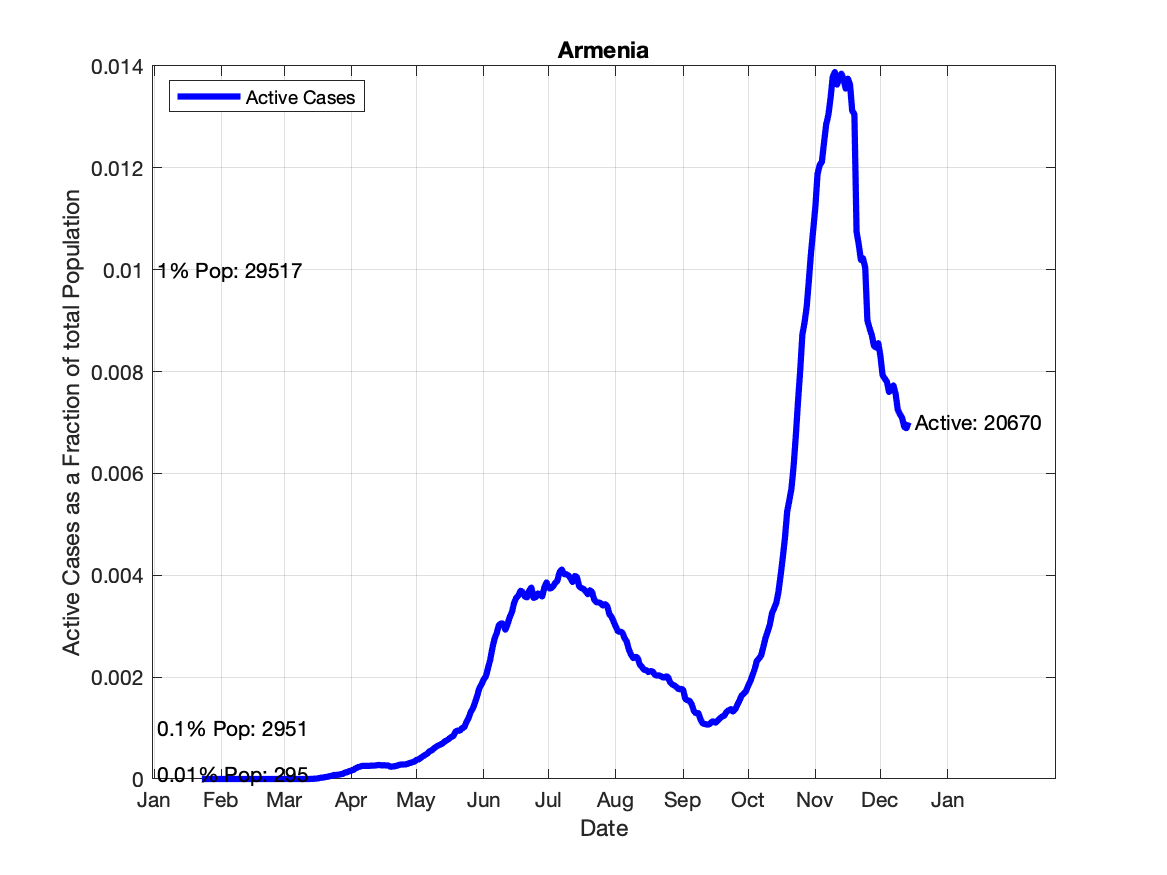 Armenia
Active Cases
0.014
0.012
0.01
0.008
0.006
0.004
0.002
0
Active Cases as a Fraction of total Population
1% Pop: 29517
Active: 20670
0.1% Pop: 2951
0.01% Pop: 295
Jan Feb Mar Apr May Jun Jul Aug Sep Oct Nov Dec Jan
Date